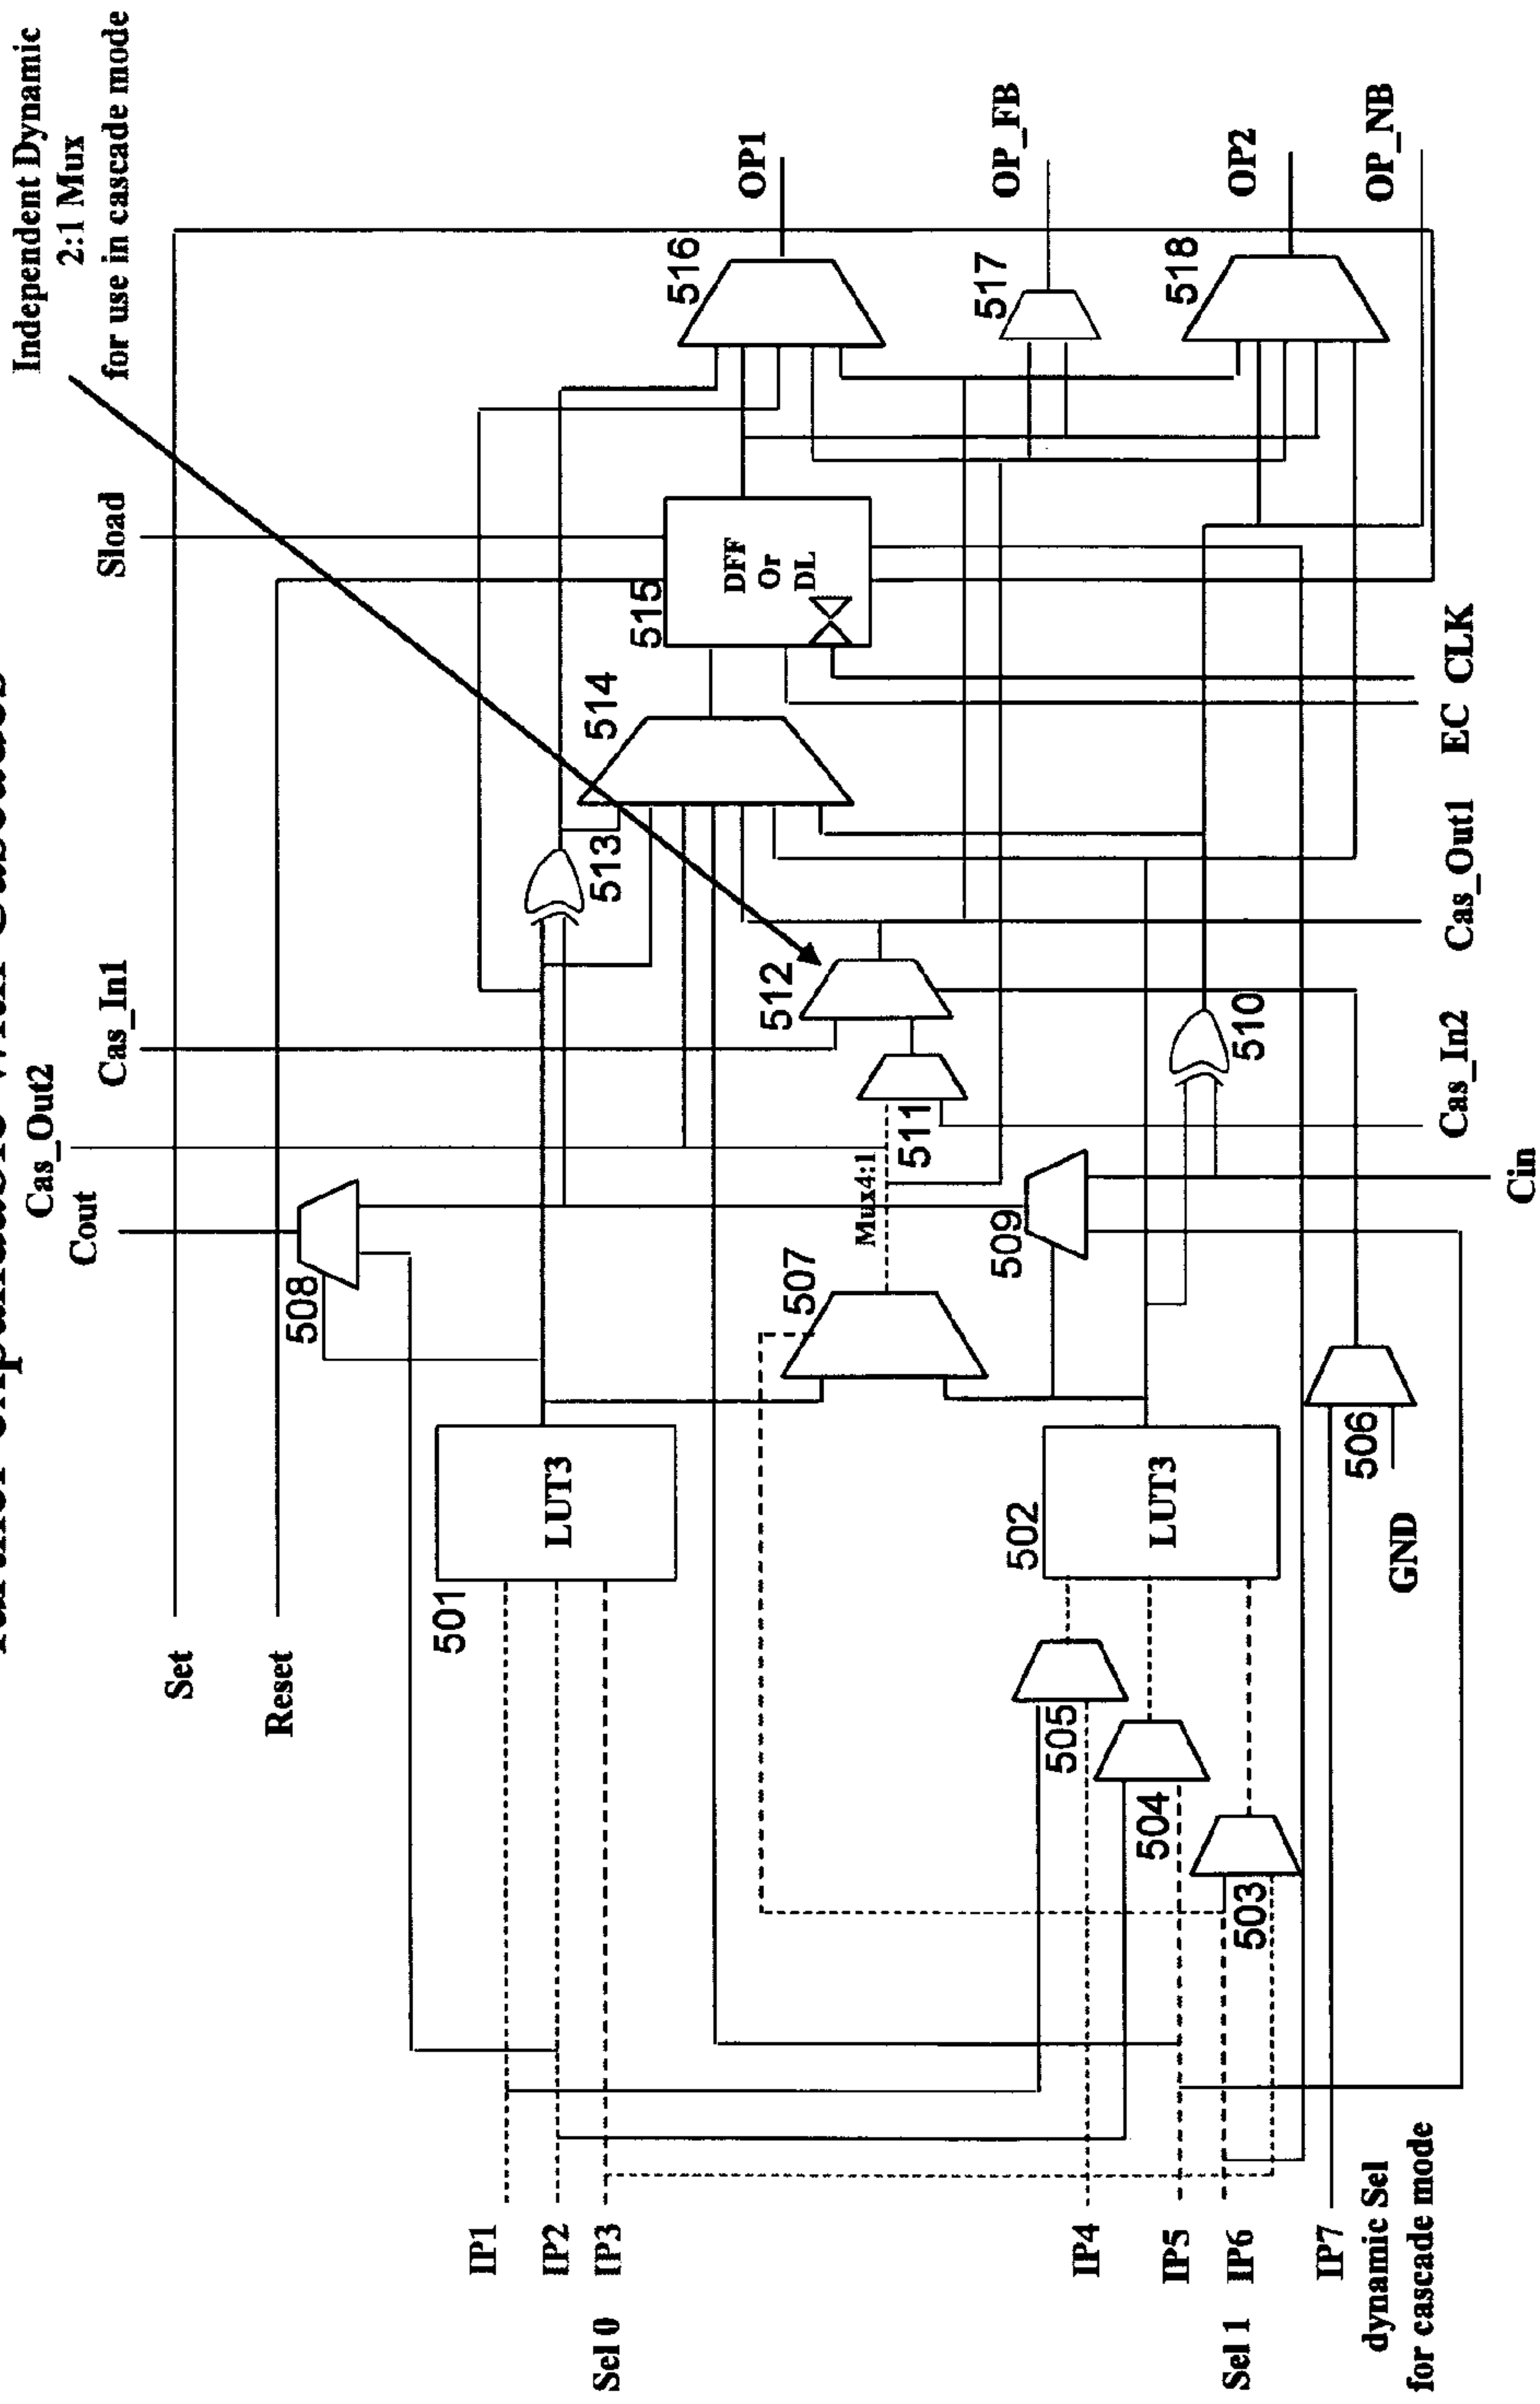 Independent Dynamic
2:1 Mux
for use in cascade mode
Cas_Out2
Cout
Cas_In1
Sload
Set
Reset
508
501
LUT3
513
514
515
DFF
Or
DL
516
OP1
IP1
IP2
Sel 0 IP3
507
Mux4:1
511
512
517
OP_FB
505
504
503
502
LUT3
509
510
518
OP2
OP_NB
IP4
IP5
Sel 1 IP6
IP7
506
GND
dynamic Sel
for cascade mode
Cin
Cas_In2
Cas_Out1
EC
CLK